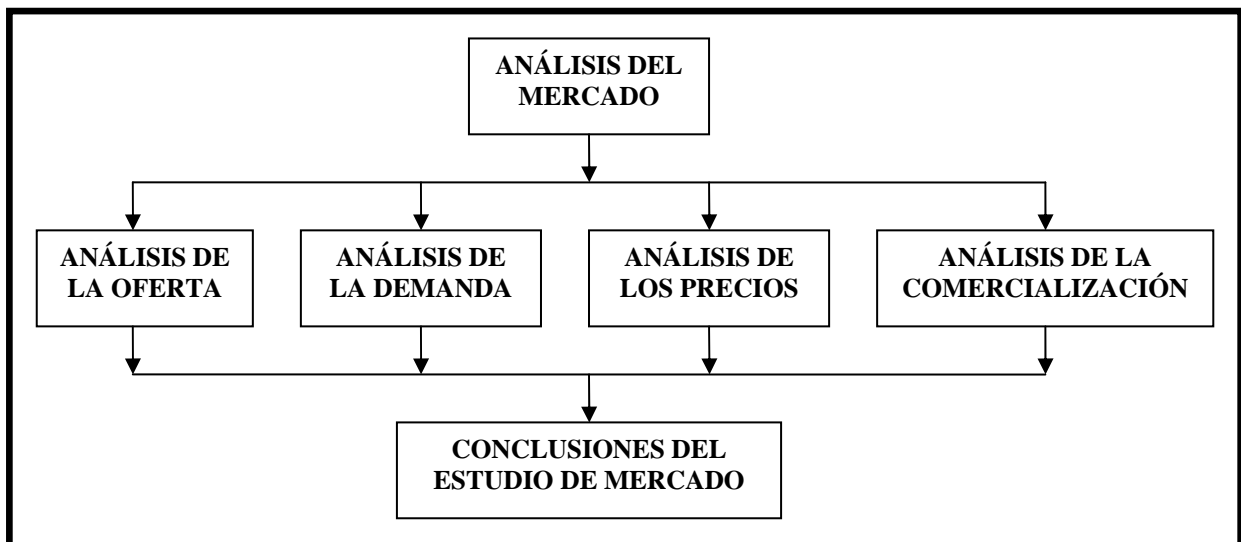 ANÁLISIS DEL
MERCADO
ANÁLISIS DE
LA OFERTA
ANÁLISIS DE
LA DEMANDA
ANÁLISIS DE
LOS PRECIOS
ANÁLISIS DE LA
COMERCIALIZACIÓN
CONCLUSIONES DEL
ESTUDIO DE MERCADO